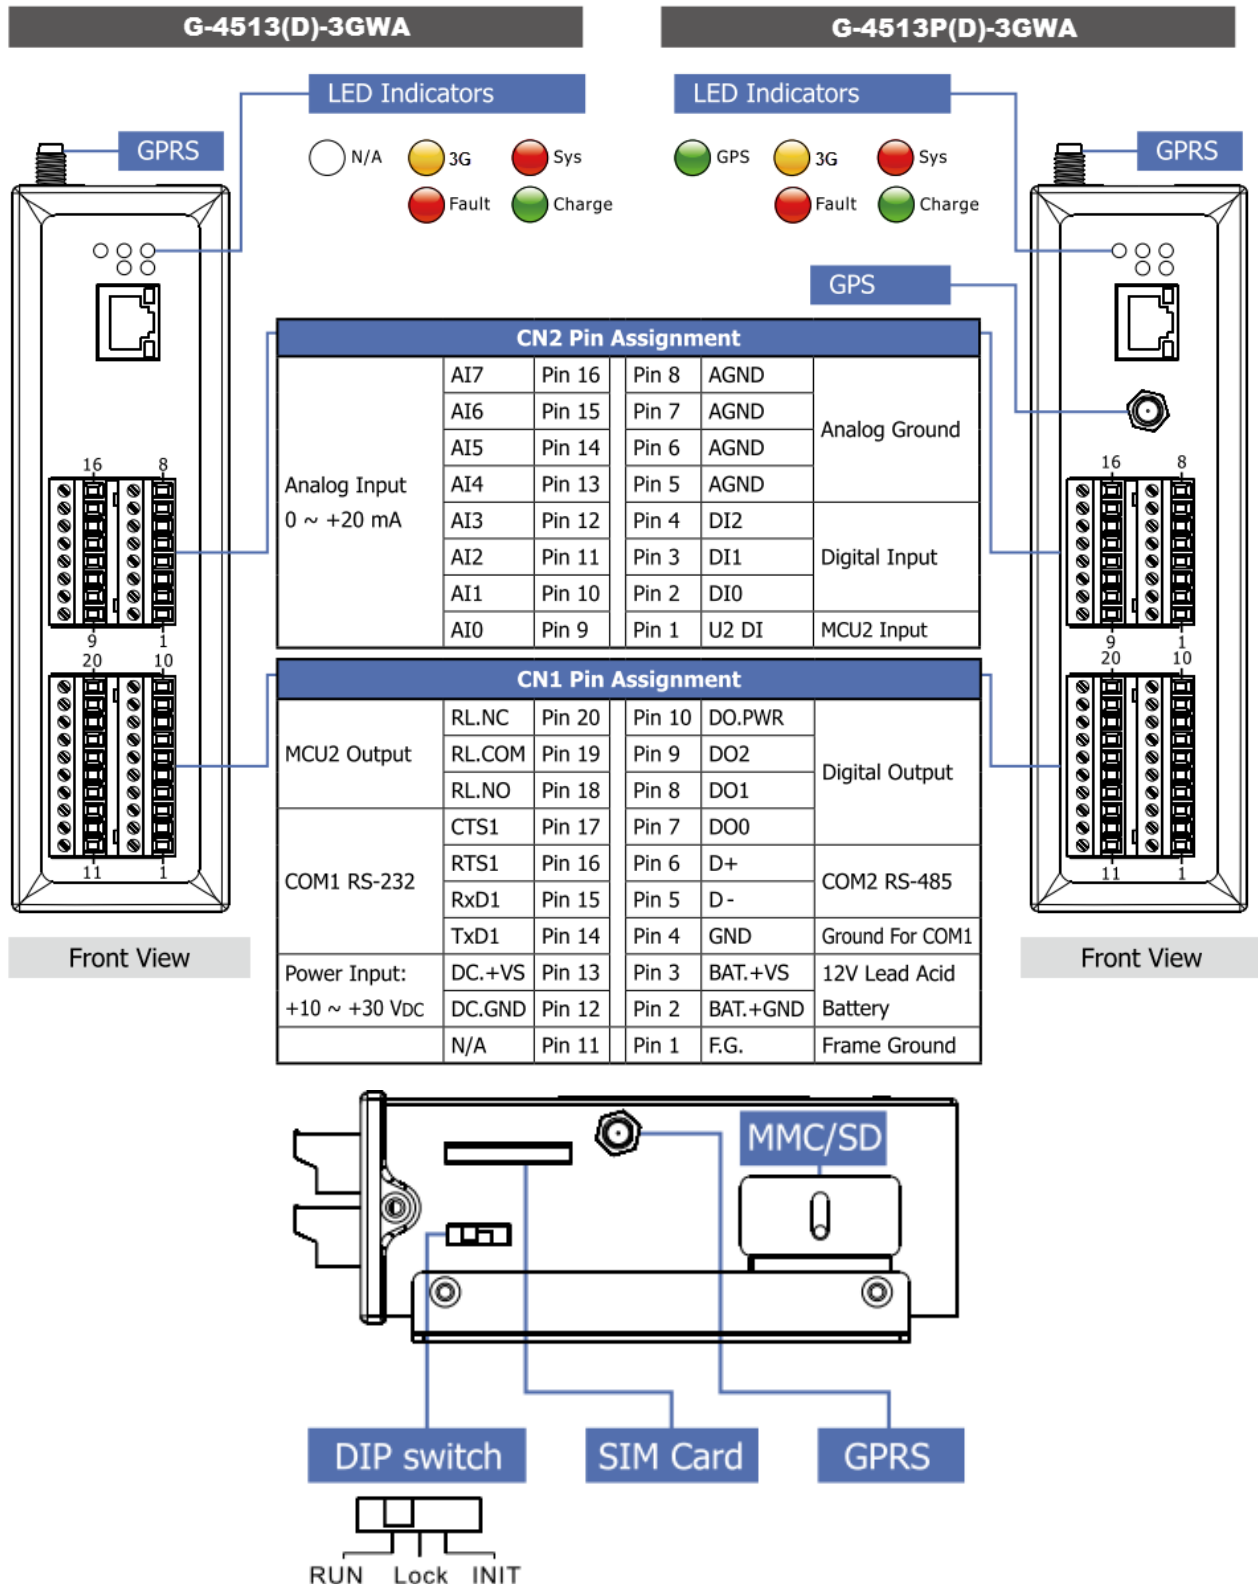 G-4513(D)-3GWA
G-4513P(D)-3GWA
LED Indicators
LED Indicators
GPRS
N/A 3G Sys
Fault Charge
GPS 3G Sys
Fault Charge
GPRS
GPS
CN2 Pin Assignment
AI7 Pin 16 Pin 8 AGND
AI6 Pin 15 Pin 7 AGND
Analog Ground
AI5 Pin 14 Pin 6 AGND
Analog Input
AI4 Pin 13 Pin 5 AGND
0 ~ +20 mA
AI3 Pin 12 Pin 4 DI2
AI2 Pin 11 Pin 3 DI1 Digital Input
AI1 Pin 10 Pin 2 DI0
AI0 Pin 9 Pin 1 U2 DI MCU2 Input
16 8
9 1
20 10
11 1
16 8
9 1
20 10
11 1
CN1 Pin Assignment
RL.NC Pin 20 Pin 10 DO.PWR
MCU2 Output RL.COM Pin 19 Pin 9 DO2
Digital Output
RL.NO Pin 18 Pin 8 DO1
CTS1 Pin 17 Pin 7 DO0
RTS1 Pin 16 Pin 6 D+
COM1 RS-232
COM2 RS-485
RxD1 Pin 15 Pin 5 D-
TxD1 Pin 14 Pin 4 GND Ground For COM1
Power Input: DC.+VS Pin 13 Pin 3 BAT.+VS 12V Lead Acid
+10 ~ +30 VDC DC.GND Pin 12 Pin 2 BAT.+GND Battery
N/A Pin 11 Pin 1 F.G. Frame Ground
Front View
Front View
MMC/SD
DIP switch
SIM Card
GPRS
RUN Lock INIT